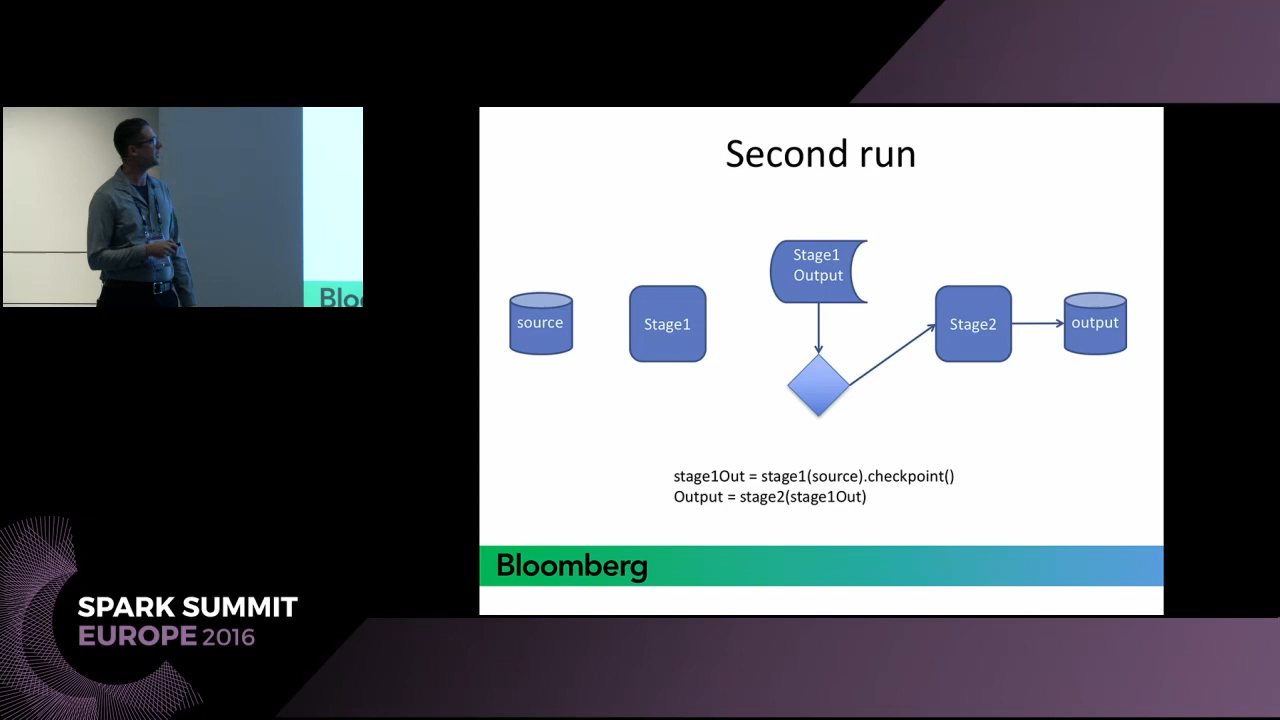 Second run
Stage1
Output
source
Stage1
Stage2
output
stage1Out = stage1(source).checkpoint()
Output = stage2(stage1Out)
Bloomberg
Bloo
SPARK SUMMIT
EUROPE 2016